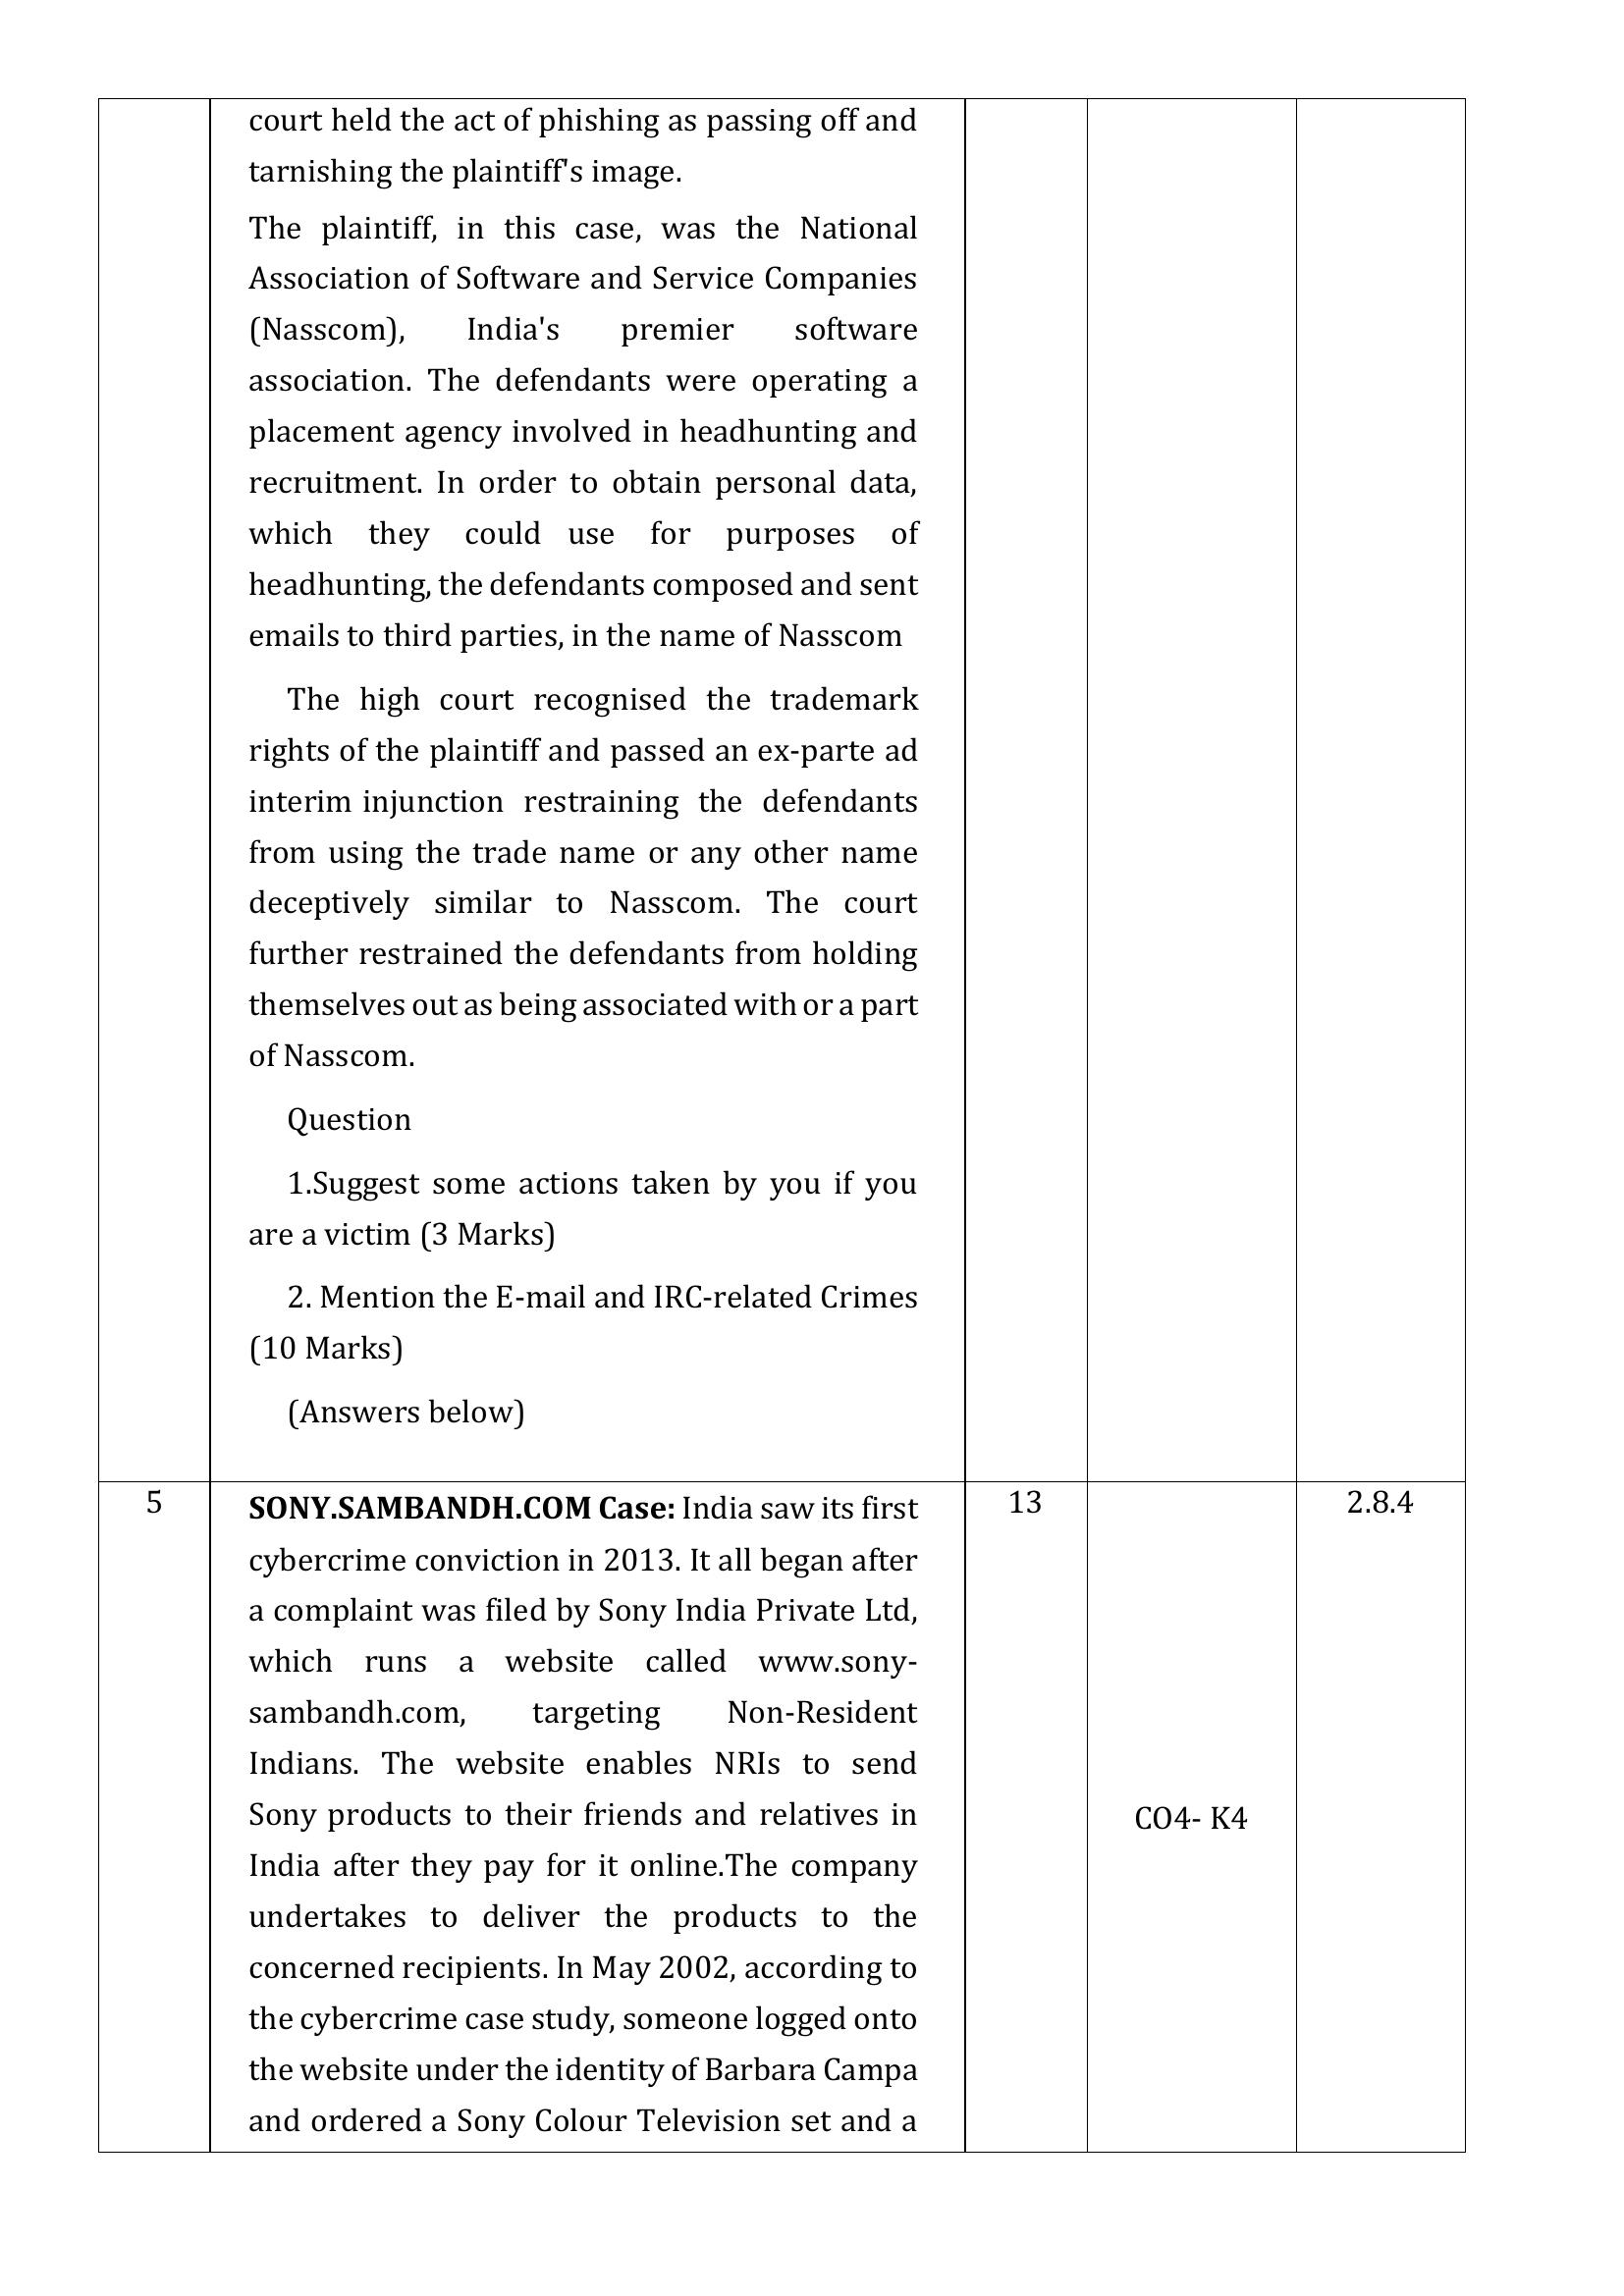 court held the act of phishing as passing off and
tarnishing the plaintiff's image.
The plaintiff, in this case, was the National
Association of Software and Service Companies
(Nasscom), India's premier software
association. The defendants were operating a
placement agency involved in headhunting and
recruitment. In order to obtain personal data,
which they could use for purposes of
headhunting, the defendants composed and sent
emails to third parties, in the name of Nasscom
The high court recognised the trademark
rights of the plaintiff and passed an ex-parte ad
interim injunction restraining the defendants
from using the trade name or any other name
deceptively similar to Nasscom. The court
further restrained the defendants from holding
themselves out as being associated with or a part
of Nasscom.
Question
1.Suggest some actions taken by you if you
are a victim (3 Marks)
2. Mention the E-mail and IRC-related Crimes
(10 Marks)
(Answers below)
5
SONY.SAMBANDH.COM Case: India saw its first
cybercrime conviction in 2013. It all began after
a complaint was filed by Sony India Private Ltd,
which runs a website called www.sony-
sambandh.com, targeting Non-Resident
Indians. The website enables NRIs to send
Sony products to their friends and relatives in
India after they pay for it online.The company
undertakes to deliver the products to the
concerned recipients. In May 2002, according to
the cybercrime case study, someone logged onto
the website under the identity of Barbara Campa
and ordered a Sony Colour Television set and a
13
CO4- K4
2.8.4